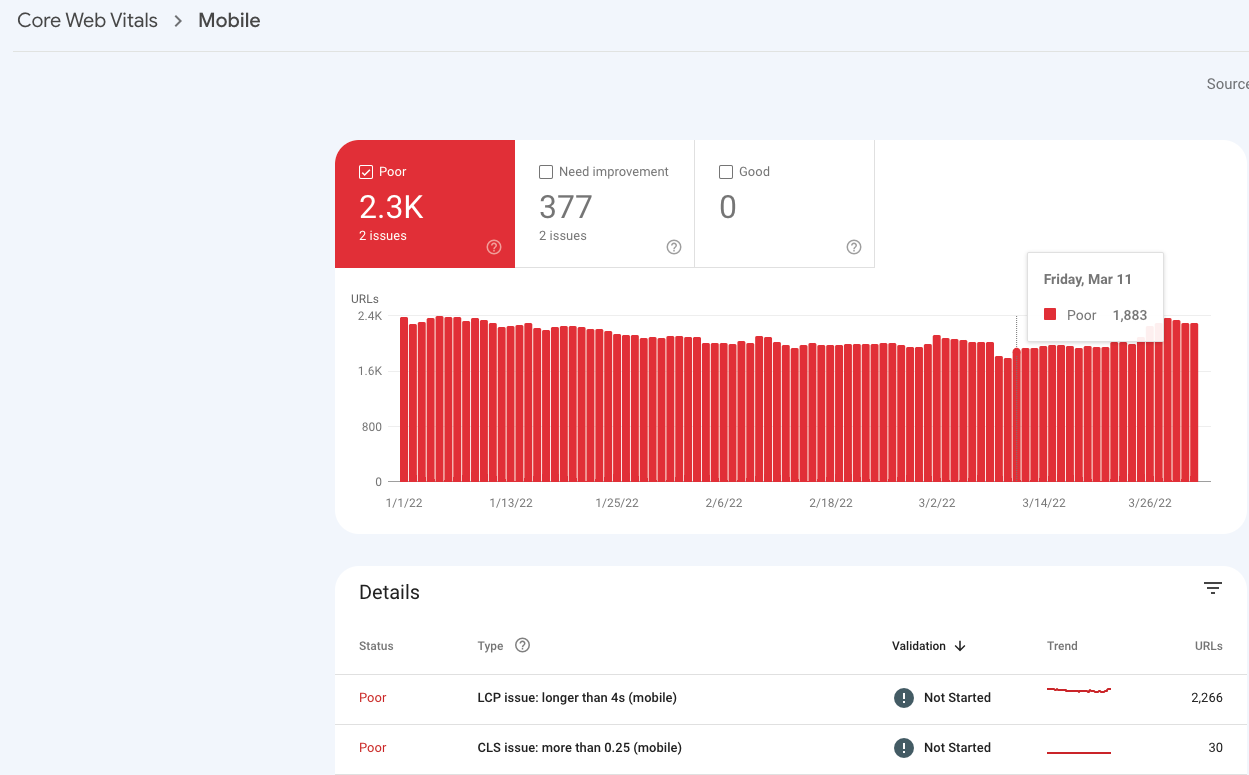 Core Web Vitals > Mobile
Source
Poor
2.3K
2 issues
Need improvement
377
2 issues
Good
0
Friday, Mar 11
Poor 1,883
URLs
2.4K
1.6K
800
0
1/1/22 1/13/22 1/25/22 2/6/22 2/18/22 3/2/22 3/14/22 3/26/22
Details
Status Type Validation Trend URLs
Poor LCP issue: longer than 4s (mobile) Not Started 2,266
Poor CLS issue: more than 0.25 (mobile) Not Started 30